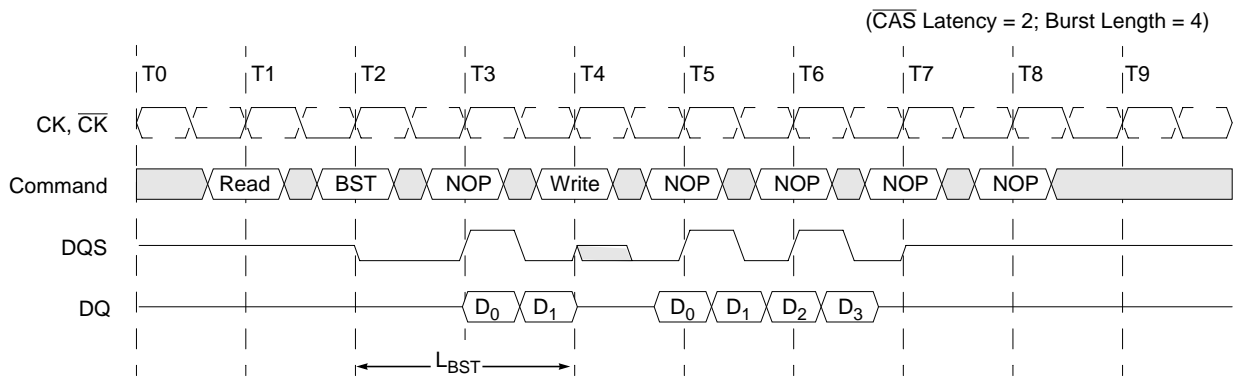 (CAS Latency = 2; Burst Length = 4)
T0 T1 T2 T3 T4 T5 T6 T7 T8 T9
CK, CK
Command Read BST NOP Write NOP NOP NOP NOP
DQS
DQ D0 D1 D0 D1 D2 D3
LBST